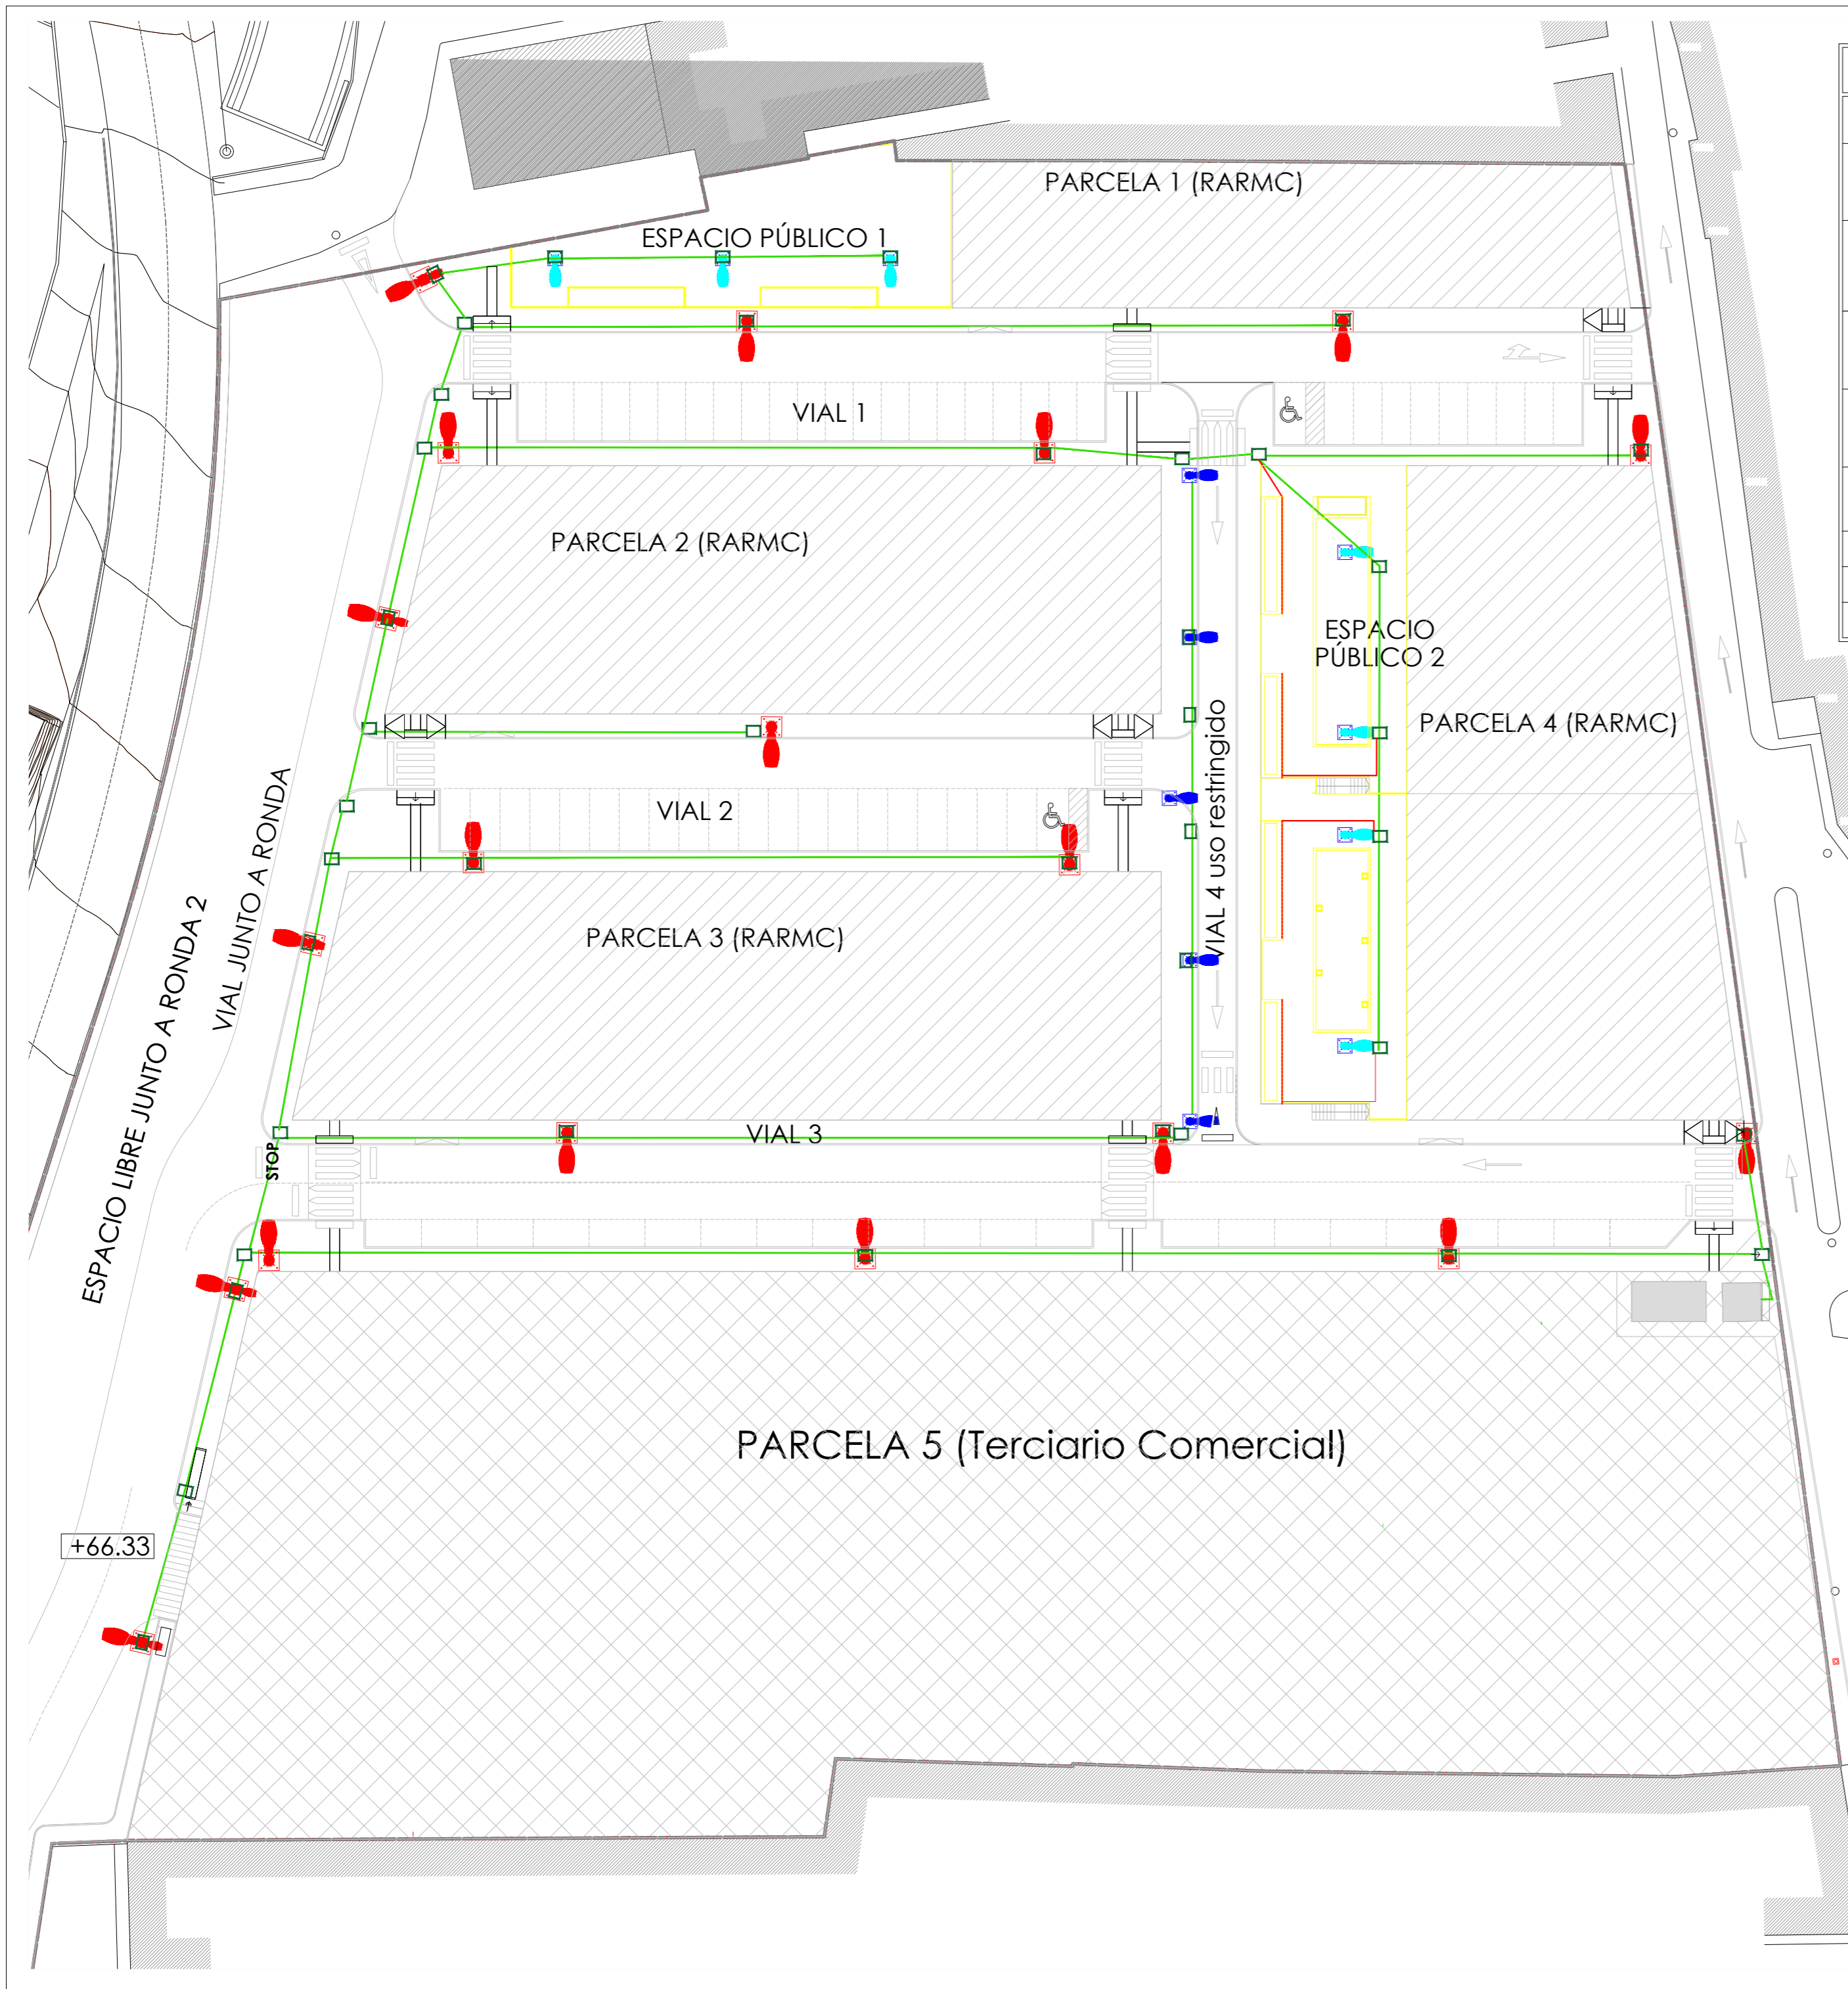 PARCELA 1 (RARMC)
ESPACIO PÚBLICO 1
VIAL 1
PARCELA 2 (RARMC)
ESPACIO
PÚBLICO 2
PARCELA 4 (RARMC)
VIAL 4 uso restringido
VIAL 2
VIAL JUNTO A RONDA
ESPACIO LIBRE JUNTO A RONDA 2
PARCELA 3 (RARMC)
VIAL 3
STOP
PARCELA 5 (Terciario Comercial)
+66.33